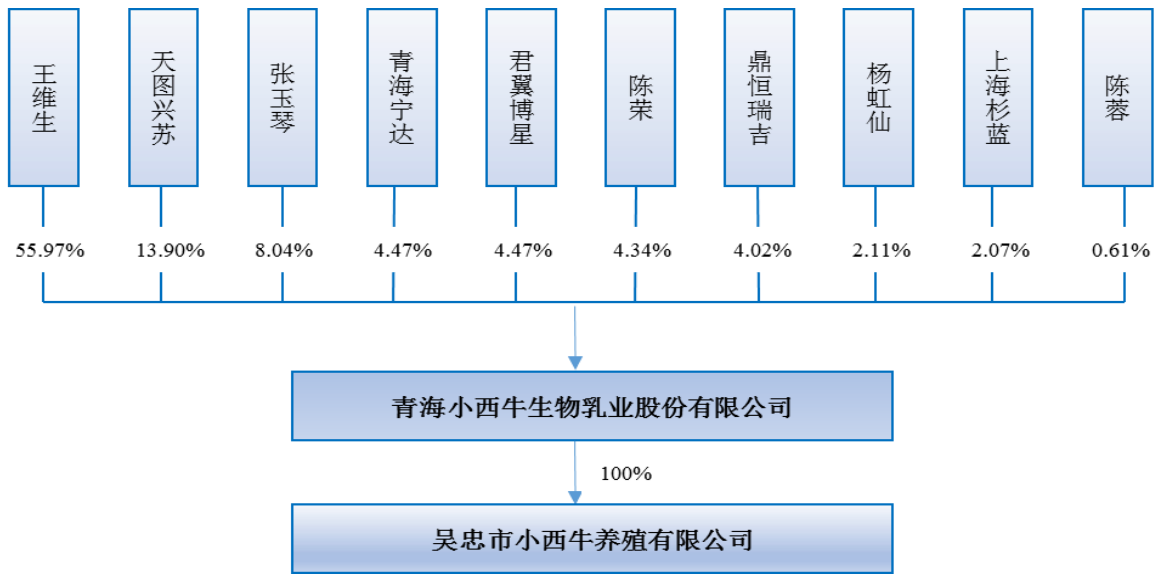 王维生
天图兴苏
张玉琴
青海宁达
君翼博星
陈荣
鼎恒瑞吉
杨虹仙
上海杉蓝
陈蓉
55.97%
13.90%
8.04%
4.47%
4.47%
4.34%
4.02%
2.11%
2.07%
0.61%
青海小西牛生物乳业股份有限公司
100%
吴忠市小西牛养殖有限公司